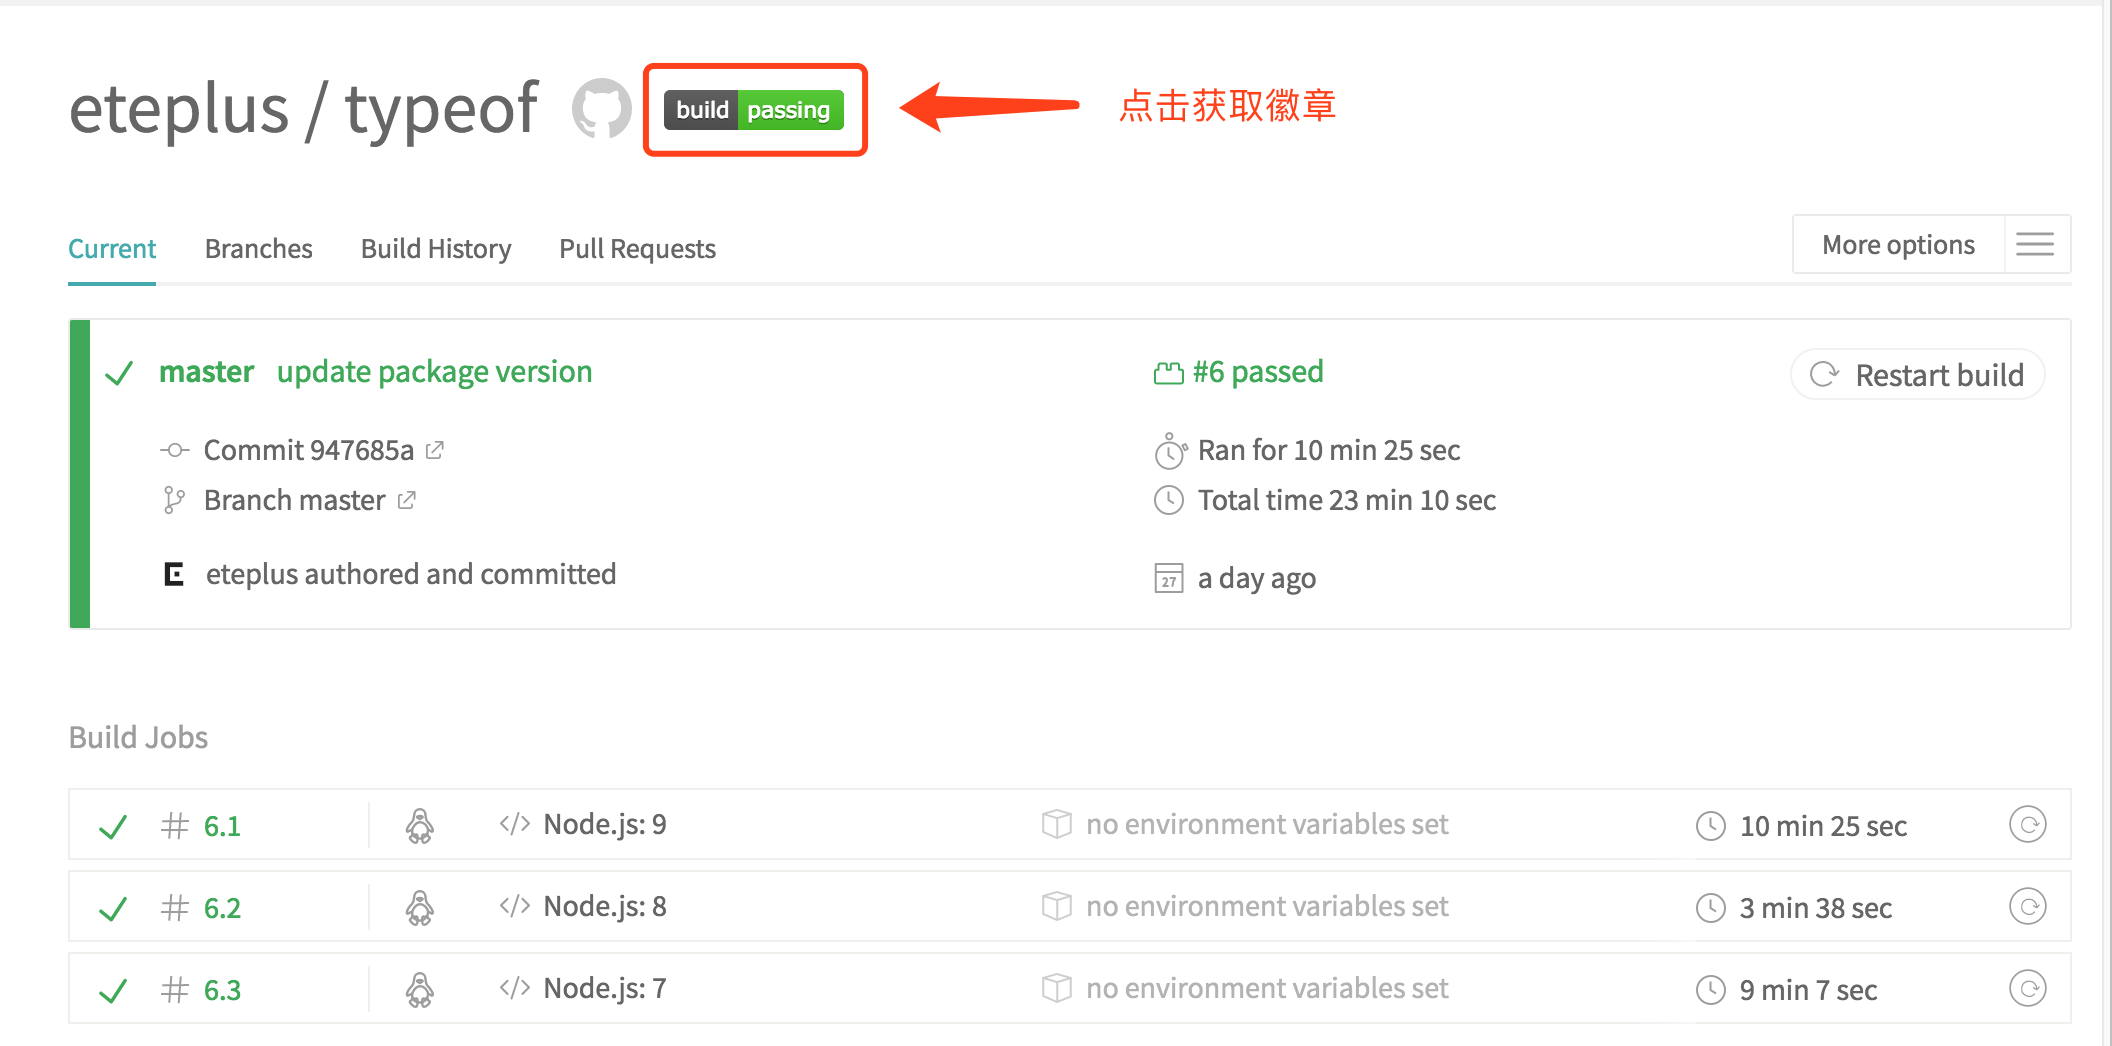 eteplus / typeof build passing 点击获取徽章
Current Branches Build History Pull Requests More options
master update package version #6 passed Restart build
Commit 947685a Ran for 10 min 25 sec
Branch master Total time 23 min 10 sec
eteplus authored and committed 27 a day ago
Build Jobs
# 6.1 </> Node.js: 9 no environment variables set 10 min 25 sec
# 6.2 </> Node.js: 8 no environment variables set 3 min 38 sec
# 6.3 </> Node.js: 7 no environment variables set 9 min 7 sec